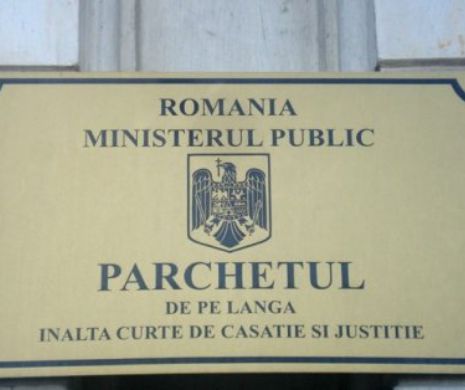 ROMANIA
MINISTERUL PUBLIC
PARCHETUL
DE PE LANGA
INALTA CURTE DE CASATIE SI JUSTITIE